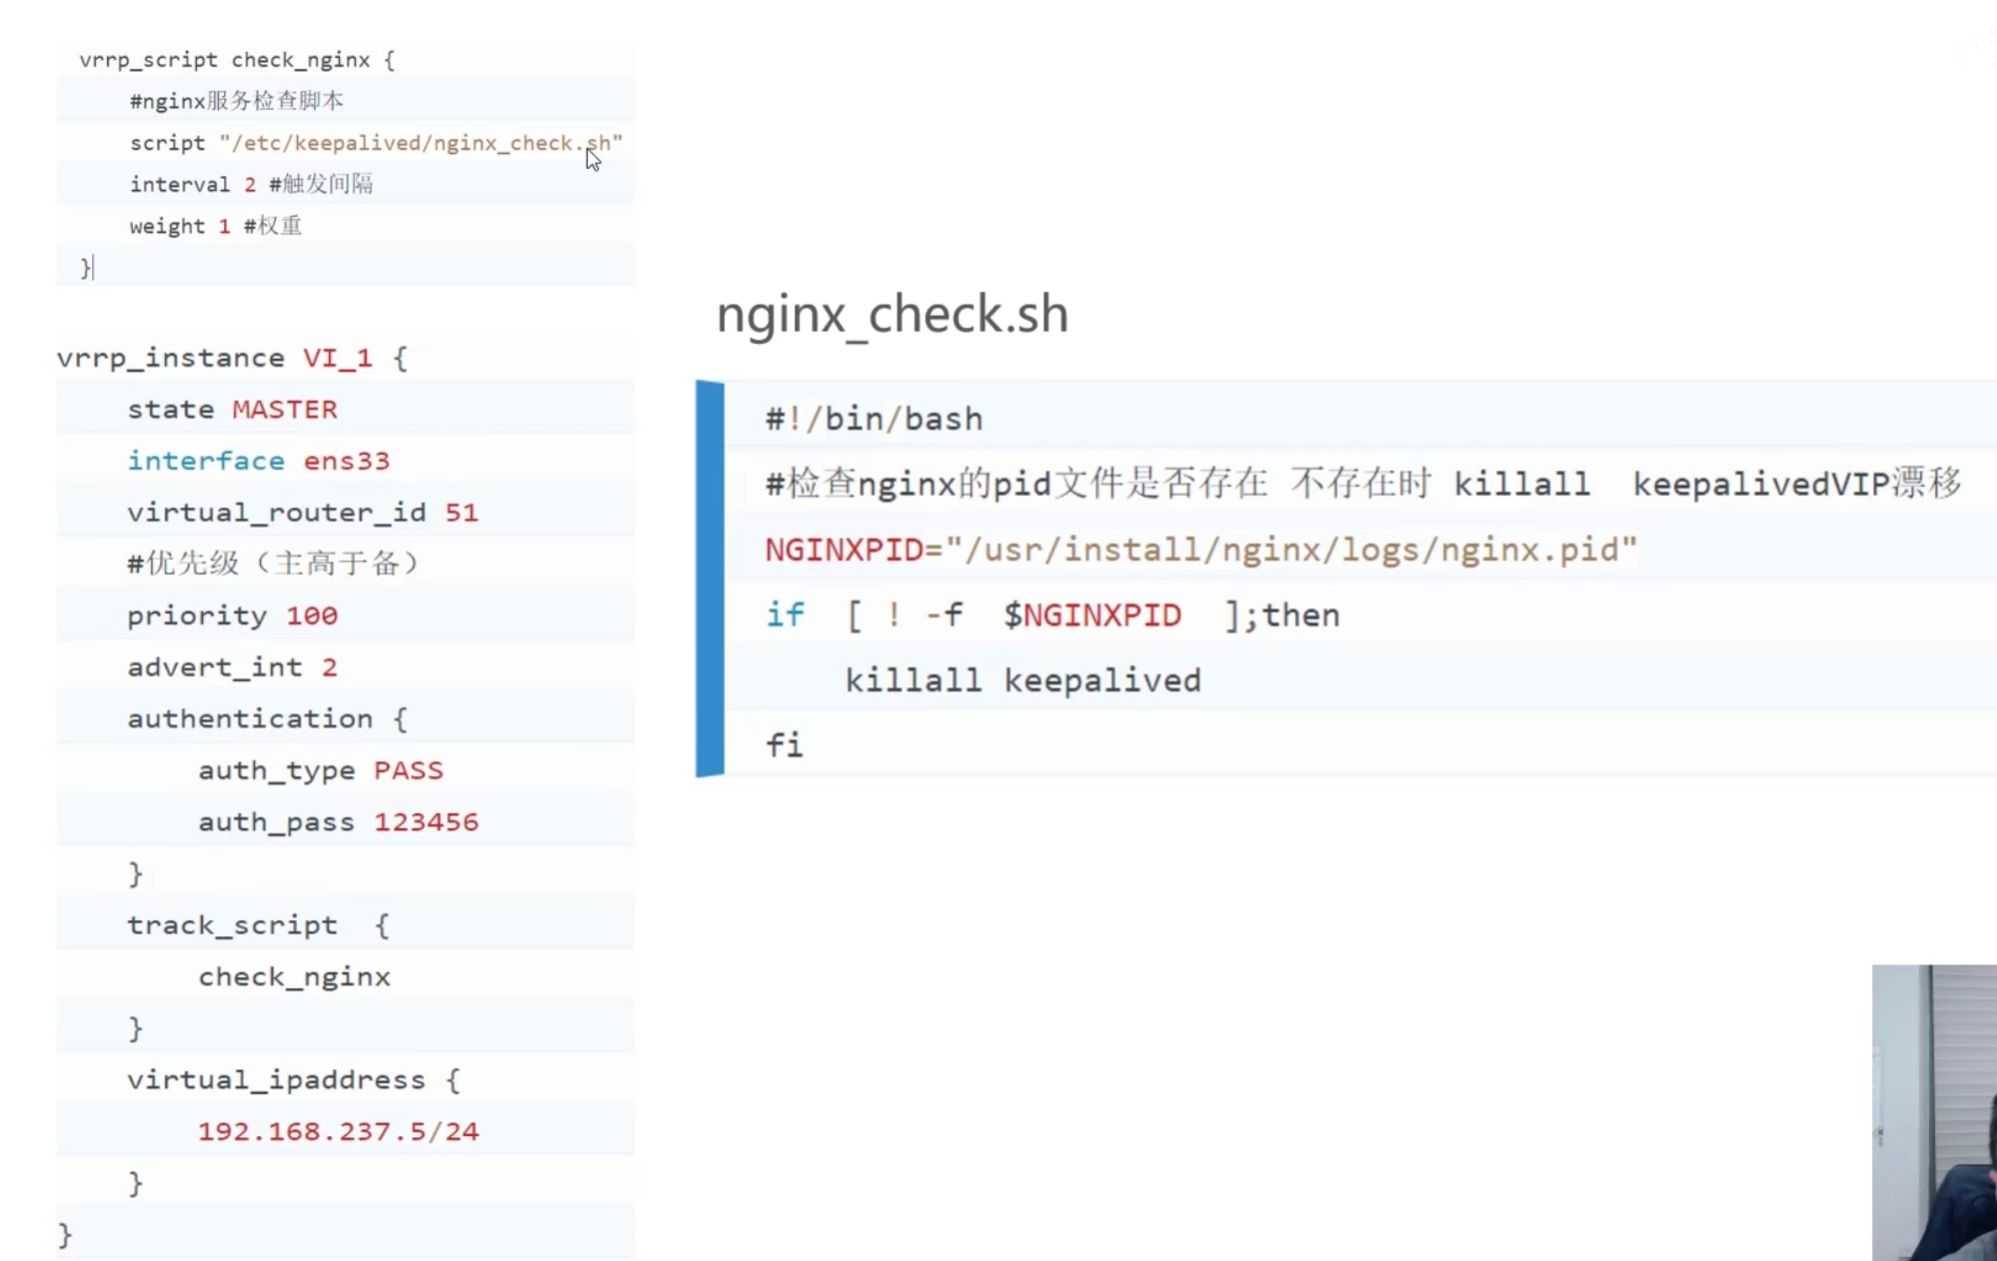 vrrp_script check_nginx {
#nginx服务检查脚本
script "/etc/keepalived/nginx_check.sh"
interval 2 #触发间隔
weight 1 #权重
}
vrrp_instance VI_1 {
state MASTER
interface ens33
virtual_router_id 51
#优先级（主高于备）
priority 100
advert_int 2
authentication {
auth_type PASS
auth_pass 123456
}
track_script {
check_nginx
}
virtual_ipaddress {
192.168.237.5/24
}
}
nginx_check.sh
#!/bin/bash
#检查nginx的pid文件是否存在 不存在时 killall keepalivedVIP漂移
NGINXPID="/usr/install/nginx/logs/nginx.pid"
if [ ! -f $NGINXPID ];then
killall keepalived
fi